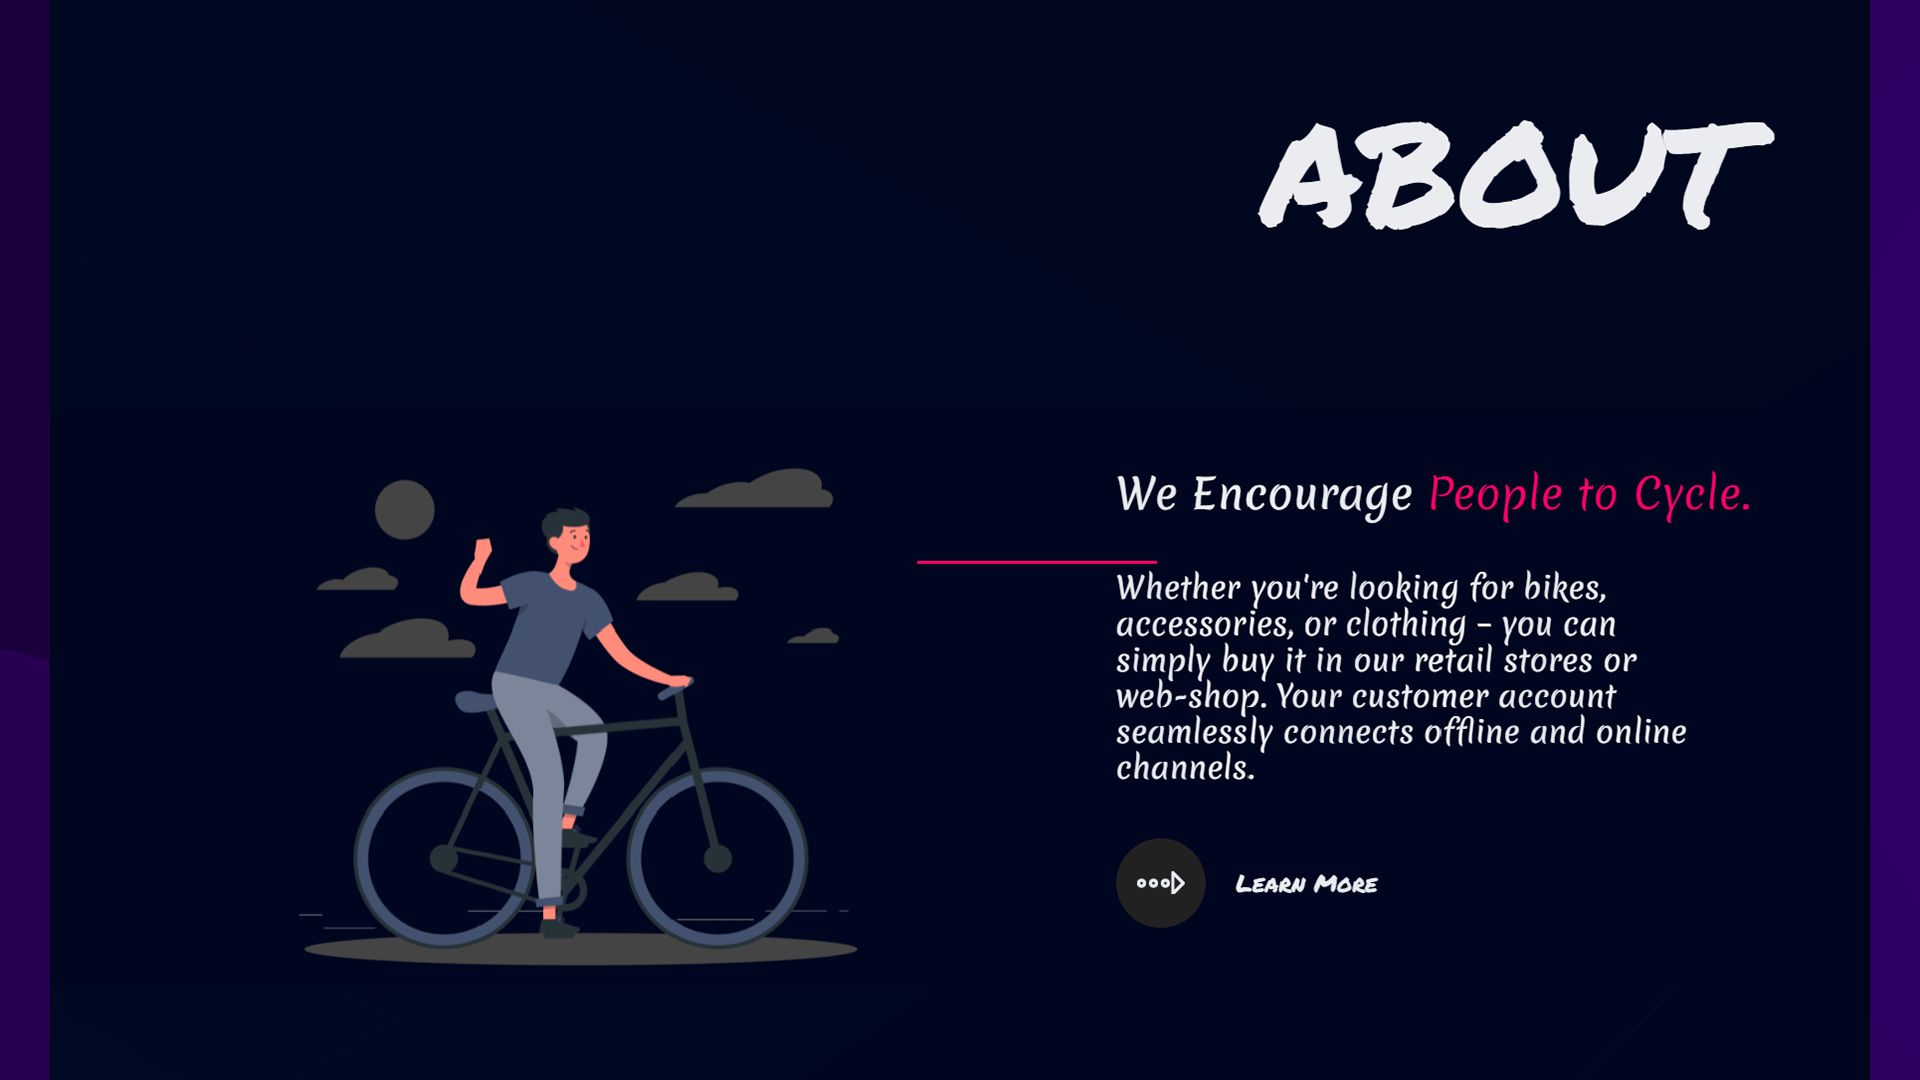 ABOUT
We Encourage People to Cycle.
Whether you're looking for bikes,
accessories, or clothing – you can
simply buy it in our retail stores or
web-shop. Your customer account
seamlessly connects offline and online
channels.
Learn More